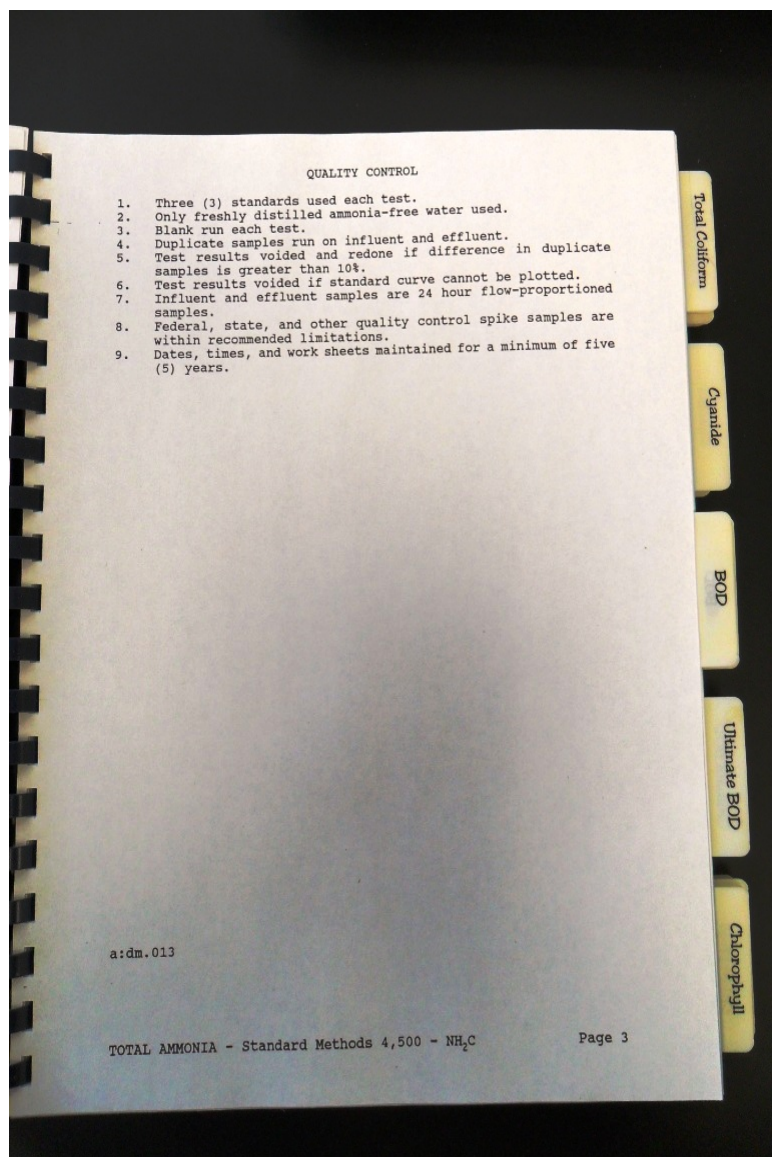 QUALITY CONTROL
1. Three (3) standards used each test.
2. Only freshly distilled ammonia-free water used.
3. Blank run each test.
4. Duplicate samples run on influent and effluent.
5. Test results voided and redone if difference in duplicate
samples is greater than 10%.
6. Test results voided if standard curve cannot be plotted.
7. Influent and effluent samples are 24 hour flow-proportioned
samples.
8. Federal, state, and other quality control spike samples are
within recommended limitations.
9. Dates, times, and work sheets maintained for a minimum of five
(5) years.
a:dm.013
TOTAL AMMONIA - Standard Methods 4,500 - NH₂C Page 3
Total Coliform
Cyanide
BOD
Ultimate BOD
Chlorophyll